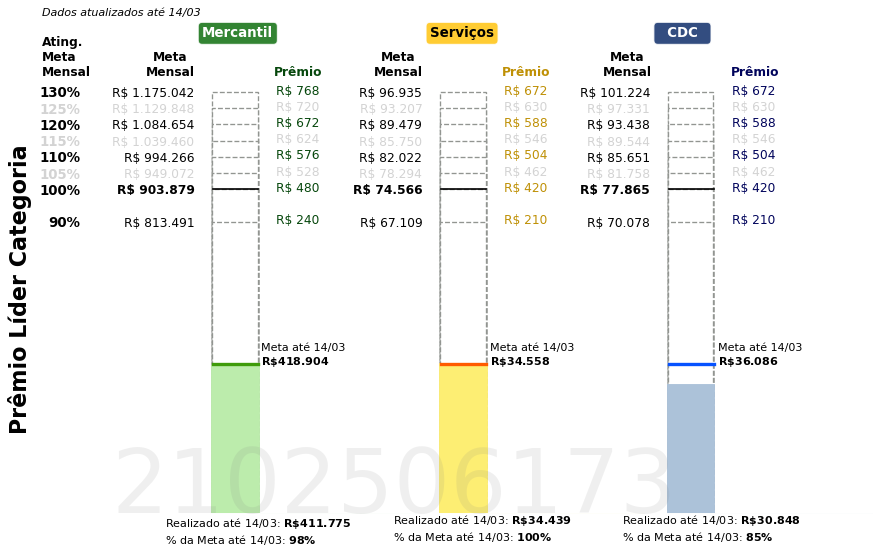 Dados atualizados até 14/03
Mercantil
Serviços
CDC
Ating.
Meta
Mensal
Meta
Mensal
Prêmio
Meta
Mensal
Prêmio
Meta
Mensal
Prêmio
130% R$ 1.175.042 R$ 768 R$ 96.935 R$ 672 R$ 101.224 R$ 672
125% R$ 1.129.848 R$ 720 R$ 93.207 R$ 630 R$ 97.331 R$ 630
120% R$ 1.084.654 R$ 672 R$ 89.479 R$ 588 R$ 93.438 R$ 588
115% R$ 1.039.460 R$ 624 R$ 85.750 R$ 546 R$ 89.544 R$ 546
110% R$ 994.266 R$ 576 R$ 82.022 R$ 504 R$ 85.651 R$ 504
105% R$ 949.072 R$ 528 R$ 78.294 R$ 462 R$ 81.758 R$ 462
100% R$ 903.879 R$ 480 R$ 74.566 R$ 420 R$ 77.865 R$ 420
90% R$ 813.491 R$ 240 R$ 67.109 R$ 210 R$ 70.078 R$ 210
Prêmio Líder Categoria
Meta até 14/03
R$418.904
Meta até 14/03
R$34.558
Meta até 14/03
R$36.086
2102506173
Realizado até 14/03: R$411.775
% da Meta até 14/03: 98%
Realizado até 14/03: R$34.439
% da Meta até 14/03: 100%
Realizado até 14/03: R$30.848
% da Meta até 14/03: 85%